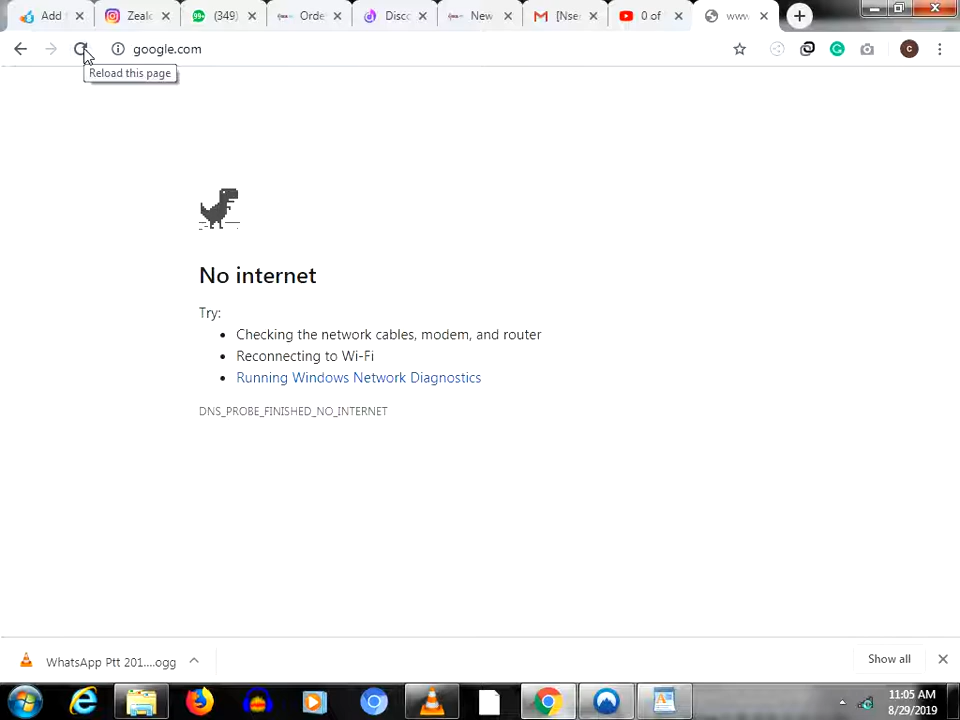 Add
Zeal
99+ (349)
Orde
Disco
New
[Nse
0 of
www
google.com
C
Reload this page
No internet
Try:
Checking the network cables, modem, and router
Reconnecting to Wi-Fi
Running Windows Network Diagnostics
DNS_PROBE_FINISHED_NO_INTERNET
WhatsApp Ptt 201....ogg
Show all
11:05 AM
8/29/2019